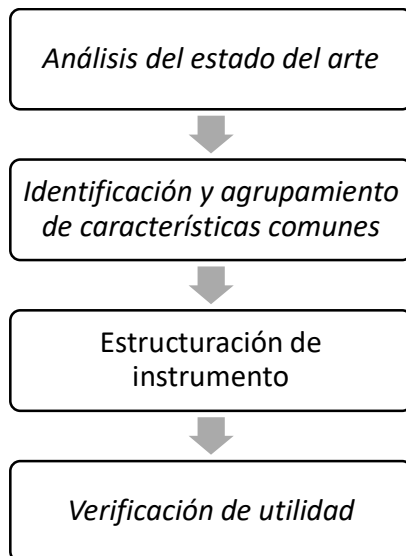 Análisis del estado del arte
Identificación y agrupamiento
de características comunes
Estructuración de
instrumento
Verificación de utilidad